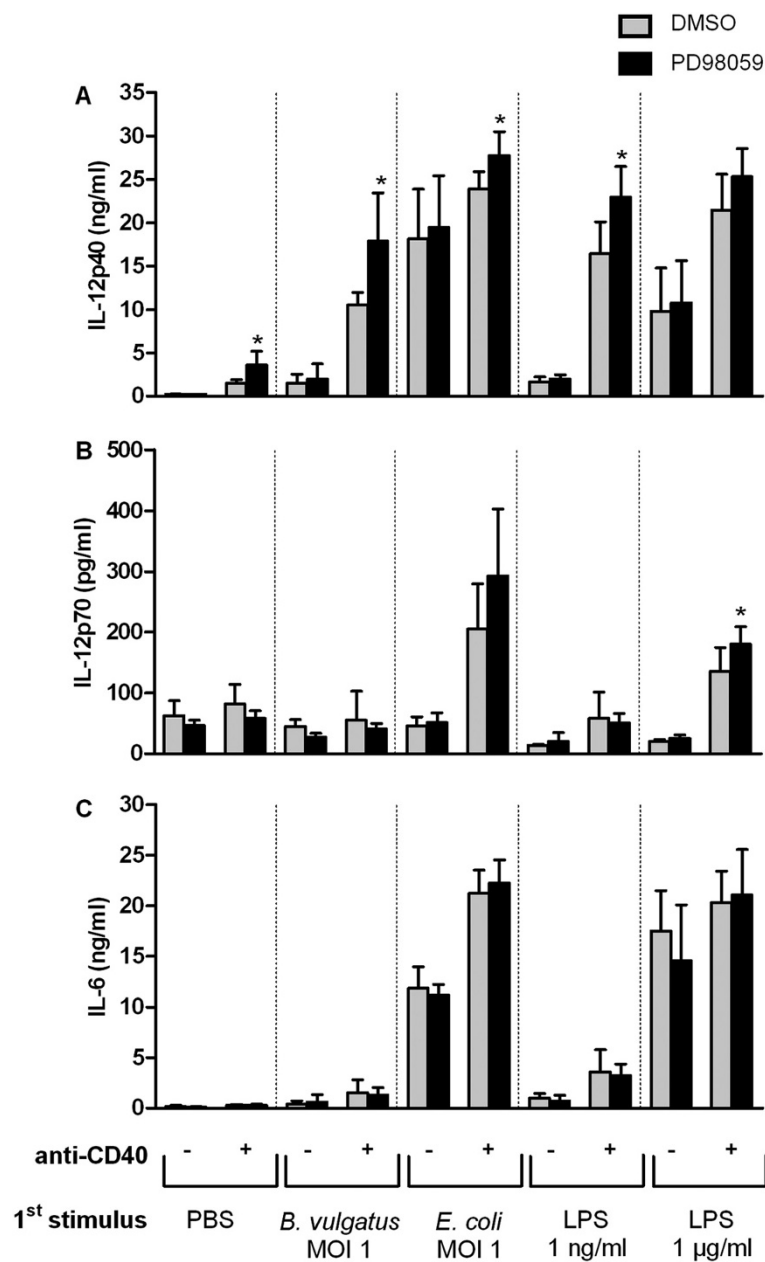 DMSO
PD98059
A
IL-12p40 (ng/ml)
35
30
25
20
15
10
5
0
* * * *
B
IL-12p70 (pg/ml)
500
400
300
200
100
0
*
C
IL-6 (ng/ml)
30
25
20
15
10
5
0
anti-CD40 - + - + - + - + - +
1st stimulus PBS B. vulgatus E. coli LPS LPS
MOI 1 MOI 1 1 ng/ml 1 µg/ml